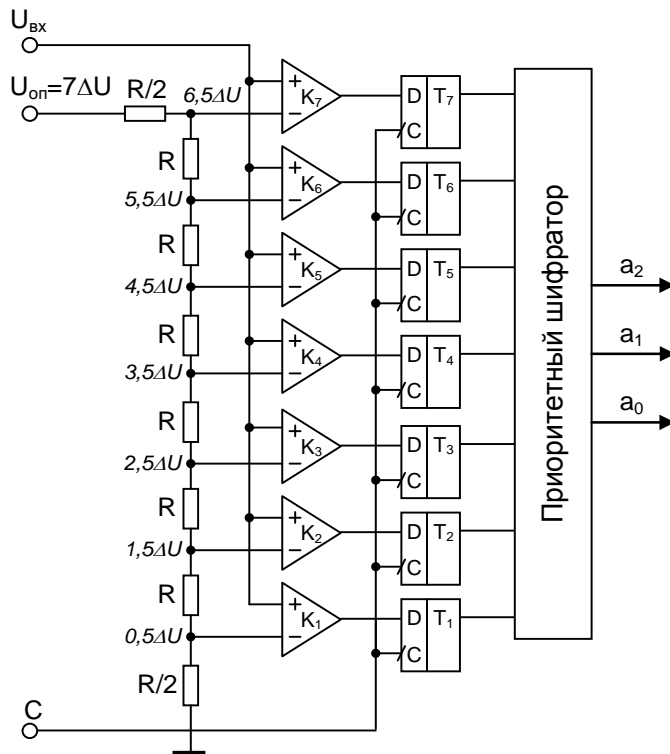 Uвх
Uоп=7ΔU
R/2
6,5ΔU
R
5,5ΔU
R
4,5ΔU
R
3,5ΔU
R
2,5ΔU
R
1,5ΔU
R
0,5ΔU
R/2
C
+
−
K7
+
−
K6
+
−
K5
+
−
K4
+
−
K3
+
−
K2
+
−
K1
D T7
C
D T6
C
D T5
C
D T4
C
D T3
C
D T2
C
D T1
C
Приоритетный шифратор
a2
a1
a0